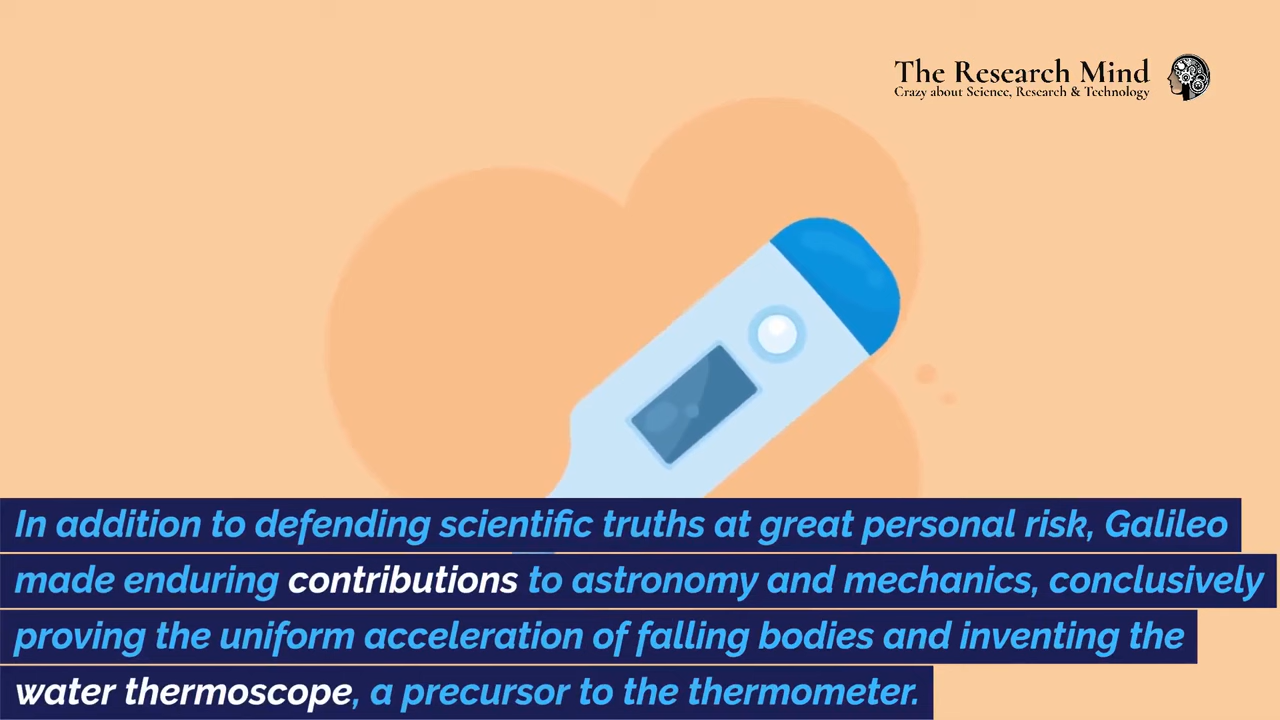 The Research Mind
Crazy about Science, Research & Technology
In addition to defending scientific truths at great personal risk, Galileo
made enduring contributions to astronomy and mechanics, conclusively
proving the uniform acceleration of falling bodies and inventing the
water thermoscope, a precursor to the thermometer.